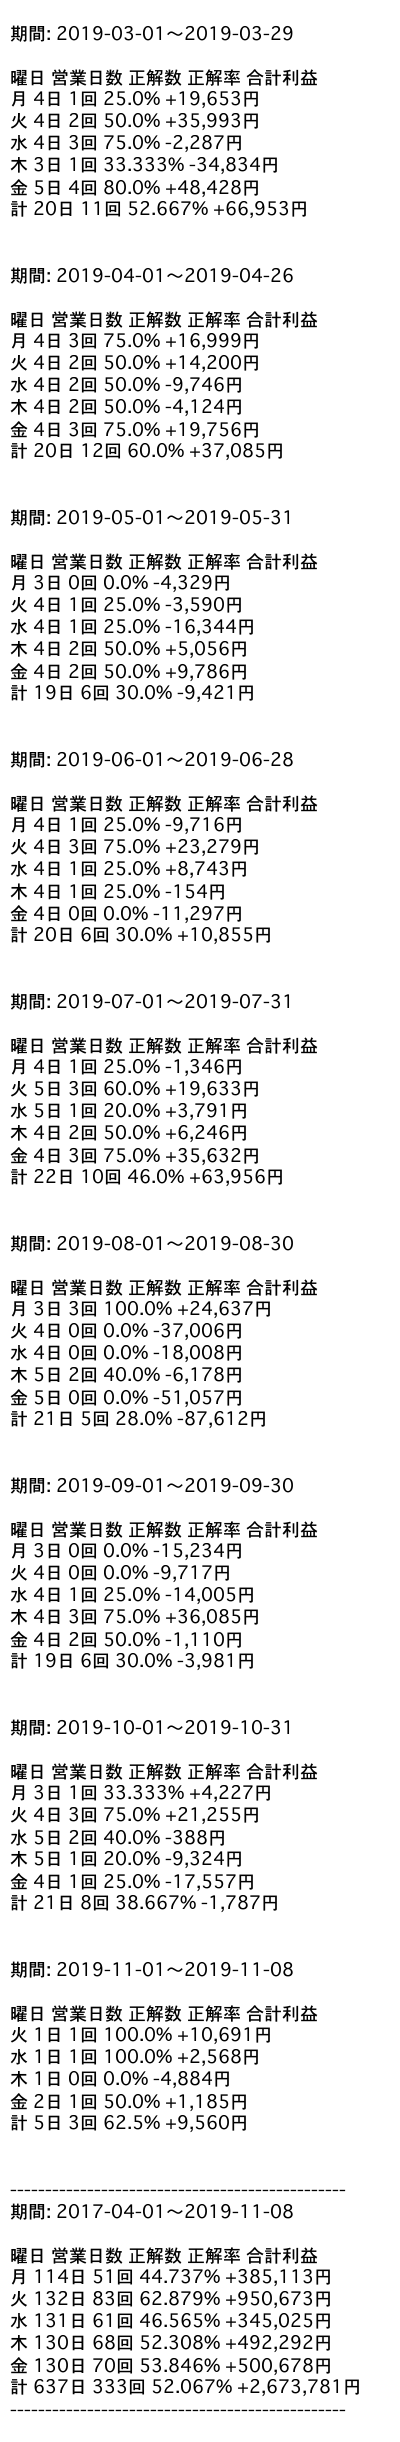 期間: 2019-03-01〜2019-03-29
曜日 営業日数 正解数 正解率 合計利益
月 4日 1回 25.0% +19,653円
火 4日 2回 50.0% +35,993円
水 4日 3回 75.0% -2,287円
木 3日 1回 33.333% -34,834円
金 5日 4回 80.0% +48,428円
計 20日 11回 52.667% +66,953円
期間: 2019-04-01〜2019-04-26
曜日 営業日数 正解数 正解率 合計利益
月 4日 3回 75.0% +16,999円
火 4日 2回 50.0% +14,200円
水 4日 2回 50.0% -9,746円
木 4日 2回 50.0% -4,124円
金 4日 3回 75.0% +19,756円
計 20日 12回 60.0% +37,085円
期間: 2019-05-01〜2019-05-31
曜日 営業日数 正解数 正解率 合計利益
月 3日 0回 0.0% -4,329円
火 4日 1回 25.0% -3,590円
水 4日 1回 25.0% -16,344円
木 4日 2回 50.0% +5,056円
金 4日 2回 50.0% +9,786円
計 19日 6回 30.0% -9,421円
期間: 2019-06-01〜2019-06-28
曜日 営業日数 正解数 正解率 合計利益
月 4日 1回 25.0% -9,716円
火 4日 3回 75.0% +23,279円
水 4日 1回 25.0% +8,743円
木 4日 1回 25.0% -154円
金 4日 0回 0.0% -11,297円
計 20日 6回 30.0% +10,855円
期間: 2019-07-01〜2019-07-31
曜日 営業日数 正解数 正解率 合計利益
月 4日 1回 25.0% -1,346円
火 5日 3回 60.0% +19,633円
水 5日 1回 20.0% +3,791円
木 4日 2回 50.0% +6,246円
金 4日 3回 75.0% +35,632円
計 22日 10回 46.0% +63,956円
期間: 2019-08-01〜2019-08-30
曜日 営業日数 正解数 正解率 合計利益
月 3日 3回 100.0% +24,637円
火 4日 0回 0.0% -37,006円
水 4日 0回 0.0% -18,008円
木 5日 2回 40.0% -6,178円
金 5日 0回 0.0% -51,057円
計 21日 5回 28.0% -87,612円
期間: 2019-09-01〜2019-09-30
曜日 営業日数 正解数 正解率 合計利益
月 3日 0回 0.0% -15,234円
火 4日 0回 0.0% -9,717円
水 4日 1回 25.0% -14,005円
木 4日 3回 75.0% +36,085円
金 4日 2回 50.0% -1,110円
計 19日 6回 30.0% -3,981円
期間: 2019-10-01〜2019-10-31
曜日 営業日数 正解数 正解率 合計利益
月 3日 1回 33.333% +4,227円
火 4日 3回 75.0% +21,255円
水 5日 2回 40.0% -388円
木 5日 1回 20.0% -9,324円
金 4日 1回 25.0% -17,557円
計 21日 8回 38.667% -1,787円
期間: 2019-11-01〜2019-11-08
曜日 営業日数 正解数 正解率 合計利益
火 1日 1回 100.0% +10,691円
水 1日 1回 100.0% +2,568円
木 1日 0回 0.0% -4,884円
金 2日 1回 50.0% +1,185円
計 5日 3回 62.5% +9,560円
------------------------------------------------
期間: 2017-04-01〜2019-11-08
曜日 営業日数 正解数 正解率 合計利益
月 114日 51回 44.737% +385,113円
火 132日 83回 62.879% +950,673円
水 131日 61回 46.565% +345,025円
木 130日 68回 52.308% +492,292円
金 130日 70回 53.846% +500,678円
計 637日 333回 52.067% +2,673,781円
------------------------------------------------